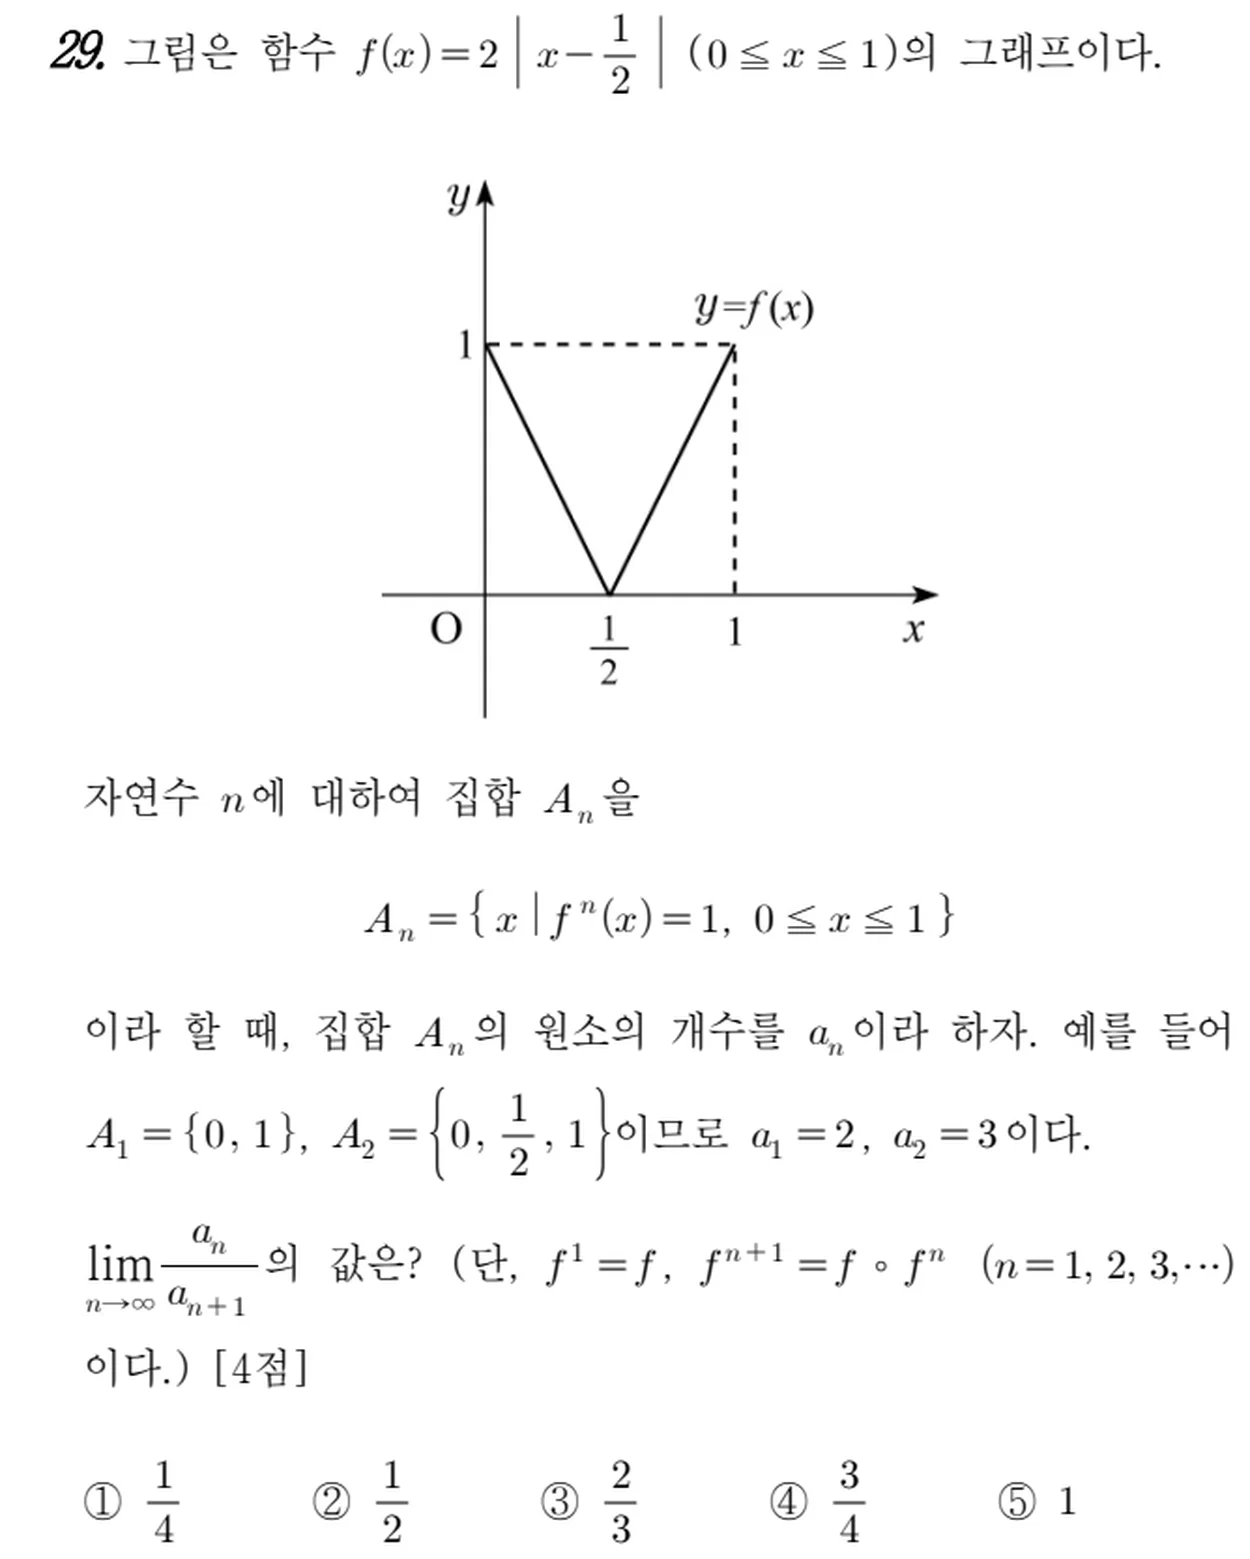 29. 그림은 함수 f(x)=2|x-1/2| (0≦x≦1)의 그래프이다.
y
y=f(x)
1
O
1/2
1
x
자연수 n에 대하여 집합 A_n을
A_n={x|f^n(x)=1, 0≦x≦1}
이라 할 때, 집합 A_n의 원소의 개수를 a_n이라 하자. 예를 들어
A_1={0, 1}, A_2={0, 1/2, 1}이므로 a_1=2, a_2=3이다.
lim_{n→∞} a_n/a_{n+1}의 값은? (단, f^1=f, f^{n+1}=f∘f^n (n=1, 2, 3,⋯)
이다.) [4점]
① 1/4 ② 1/2 ③ 2/3 ④ 3/4 ⑤ 1